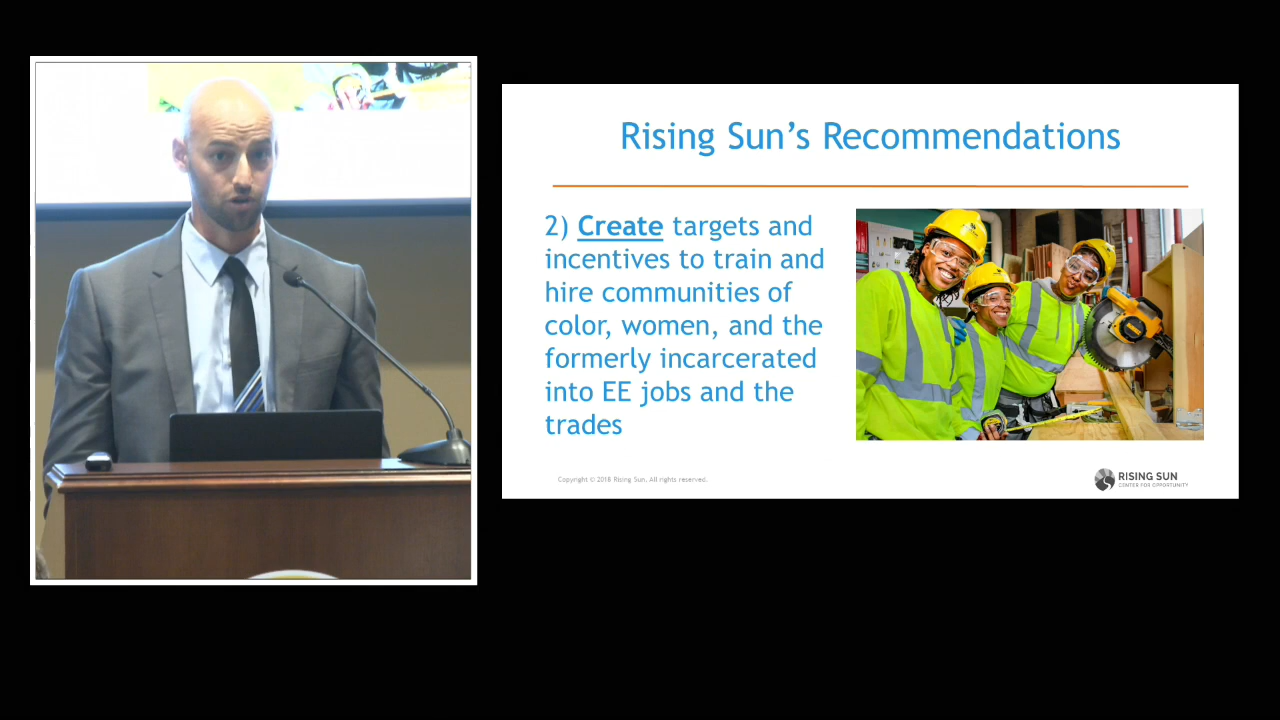 Rising Sun's Recommendations
2) Create targets and
incentives to train and
hire communities of
color, women, and the
formerly incarcerated
into EE jobs and the
trades
Copyright © 2018 Rising Sun. All rights reserved.
RISING SUN
CENTER FOR OPPORTUNITY